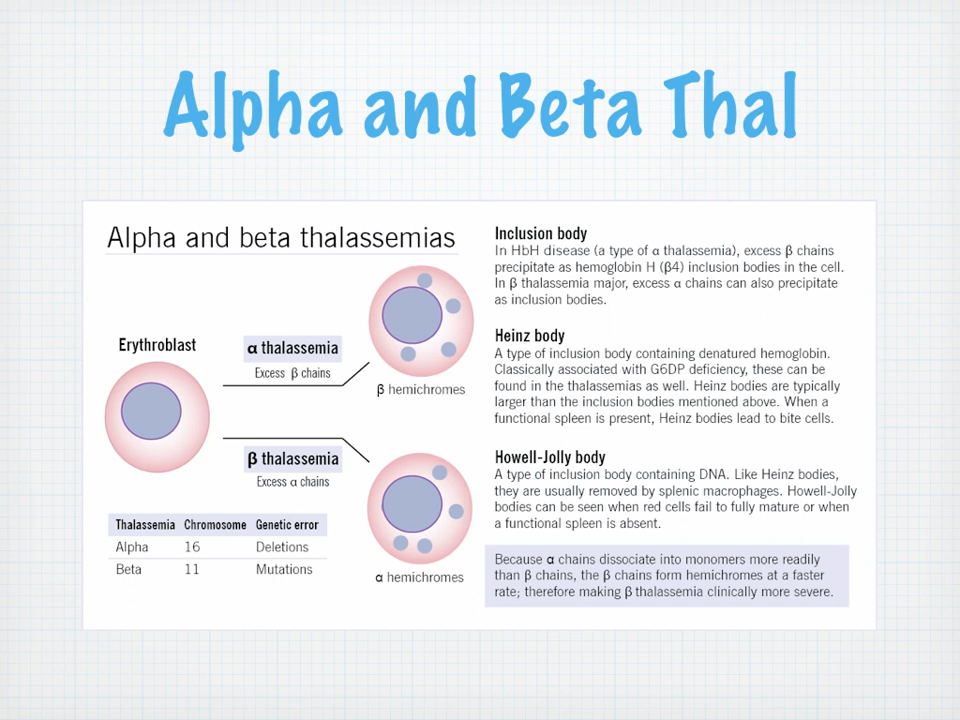 Alpha and Beta Thal
Alpha and beta thalassemias
Erythroblast
α thalassemia
Excess β chains
β hemichromes
β thalassemia
Excess α chains
α hemichromes
Thalassemia Chromosome Genetic error
Alpha 16 Deletions
Beta 11 Mutations
Inclusion body
In HbH disease (a type of α thalassemia), excess β chains
precipitate as hemoglobin H (β4) inclusion bodies in the cell.
In β thalassemia major, excess α chains can also precipitate
as inclusion bodies.
Heinz body
A type of inclusion body containing denatured hemoglobin.
Classically associated with G6DP deficiency, these can be
found in the thalassemias as well. Heinz bodies are typically
larger than the inclusion bodies mentioned above. When a
functional spleen is present, Heinz bodies lead to bite cells.
Howell-Jolly body
A type of inclusion body containing DNA. Like Heinz bodies,
they are usually removed by splenic macrophages. Howell-Jolly
bodies can be seen when red cells fail to fully mature or when
a functional spleen is absent.
Because α chains dissociate into monomers more readily
than β chains, the β chains form hemichromes at a faster
rate; therefore making β thalassemia clinically more severe.